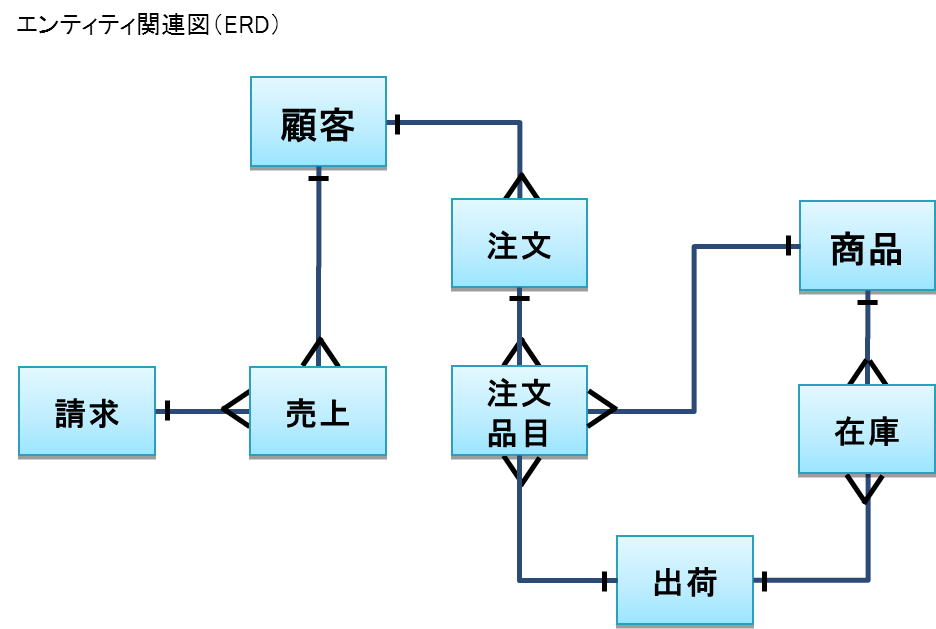 エンティティ関連図（ERD）
顧客
注文
商品
請求
売上
注文
品目
在庫
出荷